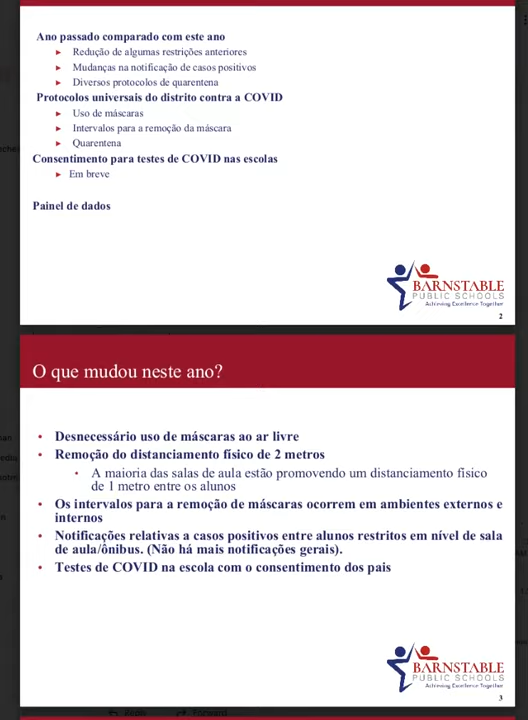 Ano passado comparado com este ano
► Redução de algumas restrições anteriores
► Mudanças na notificação de casos positivos
► Diversos protocolos de quarentena
Protocolos universais do distrito contra a COVID
► Uso de máscaras
► Intervalos para a remoção da máscara
► Quarentena
Consentimento para testes de COVID nas escolas
► Em breve
Painel de dados
BARNSTABLE
PUBLIC SCHOOLS
Achieving Excellence Together
2
O que mudou neste ano?
• Desnecessário uso de máscaras ao ar livre
• Remoção do distanciamento físico de 2 metros
• A maioria das salas de aula estão promovendo um distanciamento físico
de 1 metro entre os alunos
• Os intervalos para a remoção de máscaras ocorrem em ambientes externos e
internos
• Notificações relativas a casos positivos entre alunos restritos em nível de sala
de aula/ônibus. (Não há mais notificações gerais).
• Testes de COVID na escola com o consentimento dos pais
BARNSTABLE
PUBLIC SCHOOLS
Achieving Excellence Together
3
Reply
Forward